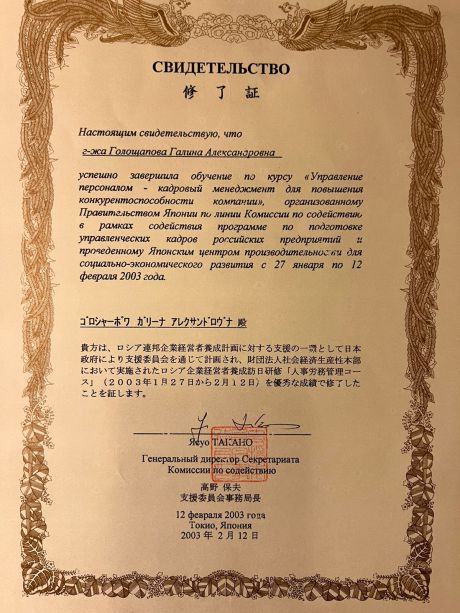 СВИДЕТЕЛЬСТВО
修了証
Настоящим свидетельствую, что
г-жа Голощапова Галина Александровна
успешно завершила обучение по курсу «Управление
персоналом - кадровый менеджмент для повышения
конкурентоспособности компании», организованному
Правительством Японии по линии Комиссии по содействию
в рамках содействия программе по подготовке
управленческих кадров российских предприятий и
проведенному Японским центром производительности для
социально-экономического развития с 27 января по 12
февраля 2003 года.
ゴロシャーポワ ガリーナ アレクサンドロヴナ 殿
貴方は、ロシア連邦企業経営者養成計画に対する支援の一環として日本
政府により支援委員会を通じて計画され、財団法人社会経済生産性本部
において実施されたロシア企業経営者養成訪日研修「人事労務管理コー
ス」(2003年1月27日から2月12日)を優秀な成績で修了した
ことを証します。
Ясуо ТАКАНО
Генеральный директор Секретариата
Комиссии по содействию
高野 保夫
支援委員会事務局長
12 февраля 2003 года
Токио, Япония
2003年2月12日